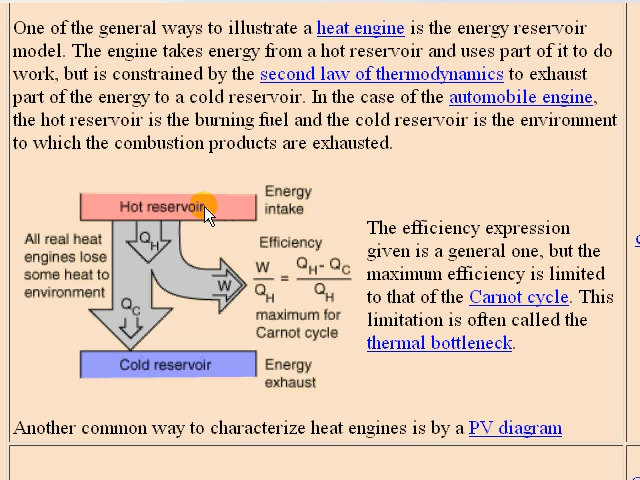 One of the general ways to illustrate a heat engine is the energy reservoir
model. The engine takes energy from a hot reservoir and uses part of it to do
work, but is constrained by the second law of thermodynamics to exhaust
part of the energy to a cold reservoir. In the case of the automobile engine,
the hot reservoir is the burning fuel and the cold reservoir is the environment
to which the combustion products are exhausted.
Hot reservoir
Energy
intake
All real heat
engines lose
some heat to
environment
QH
QC
W
Efficiency
W / QH = QH - QC / QH
maximum for
Carnot cycle
Cold reservoir
Energy
exhaust
The efficiency expression
given is a general one, but the
maximum efficiency is limited
to that of the Carnot cycle. This
limitation is often called the
thermal bottleneck.
Another common way to characterize heat engines is by a PV diagram